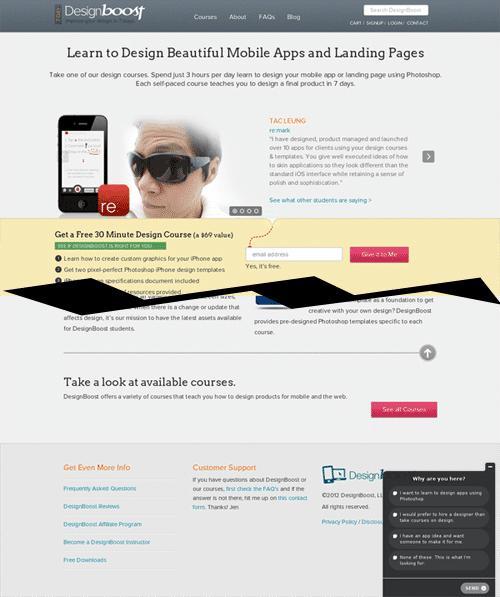 Designboost
Courses About FAQs Blog
Search DesignBoost
CART / SIGNUP / LOGIN / CONTACT
Learn to Design Beautiful Mobile Apps and Landing Pages
Take one of our design courses. Spend just 3 hours per day learn to design your mobile app or landing page using Photoshop.
Each self-paced course teaches you to design a final product in 7 days.
TAC LEUNG
re:mark
"I have designed, product managed and launched
over 10 apps for clients using your design courses
& templates. You give well executed ideas of how
to skin applications so they look different than the
standard iOS interface while retaining a sense of
polish and sophistication."
See what other students are saying >
re:
Get a Free 30 Minute Design Course (a $69 value)
SEE IF DESIGNBOOST IS RIGHT FOR YOU
1 Learn how to create custom graphics for your iPhone app
2 Get two pixel-perfect Photoshop iPhone design templates
specification document included
resources provided
email address
Give it to Me
Yes, it's free.
when there is a change or update that
affects design, it's our mission to have the latest assets available
for DesignBoost students.
as a foundation to get
creative with your own design? DesignBoost
provides pre-designed Photoshop templates specific to each
course.
Take a look at available courses.
DesignBoost offers a variety of courses that teach you how to design products for mobile and the web.
See all Courses
Get Even More Info
Frequently Asked Questions
DesignBoost Reviews
DesignBoost Affiliate Program
Become a DesignBoost Instructor
Free Downloads
Customer Support
If you have questions about DesignBoost or
our courses, first check the FAQ's and if the
answer is not there, hit me up on this contact
form. Thanks! Jen
Design
©2012 DesignBoost, LL
All rights reserved.
Privacy Policy / Disclosu
Why are you here?
I want to learn to design apps using
Photoshop.
I would prefer to hire a designer than
take courses on design.
I have an app idea and want
someone to make it for me.
None of these. This is what I'm
looking for:
SEND